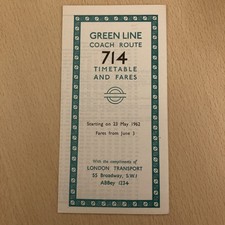 GREEN LINE
COACH ROUTE
714
TIMETABLE
AND FARES
Starting on 23 May 1962
Fares from June 3
With the compliments of
LONDON TRANSPORT
55 Broadway, S.W.1
ABBey 1234